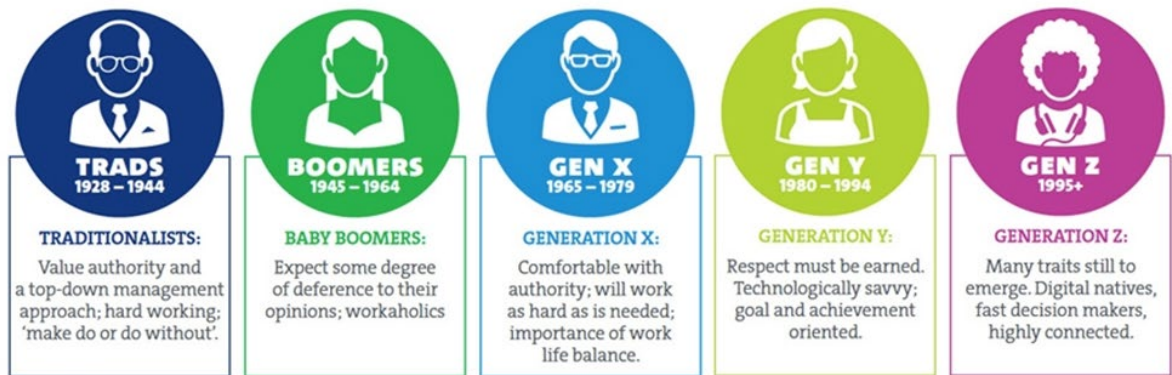 TRADS
1928 – 1944
TRADITIONALISTS:
Value authority and
a top-down management
approach; hard working;
‘make do or do without’.
BOOMERS
1945 – 1964
BABY BOOMERS:
Expect some degree
of deference to their
opinions; workaholics
GEN X
1965 – 1979
GENERATION X:
Comfortable with
authority; will work
as hard as is needed;
importance of work
life balance.
GEN Y
1980 – 1994
GENERATION Y:
Respect must be earned.
Technologically savvy;
goal and achievement
oriented.
GEN Z
1995+
GENERATION Z:
Many traits still to
emerge. Digital natives,
fast decision makers,
highly connected.